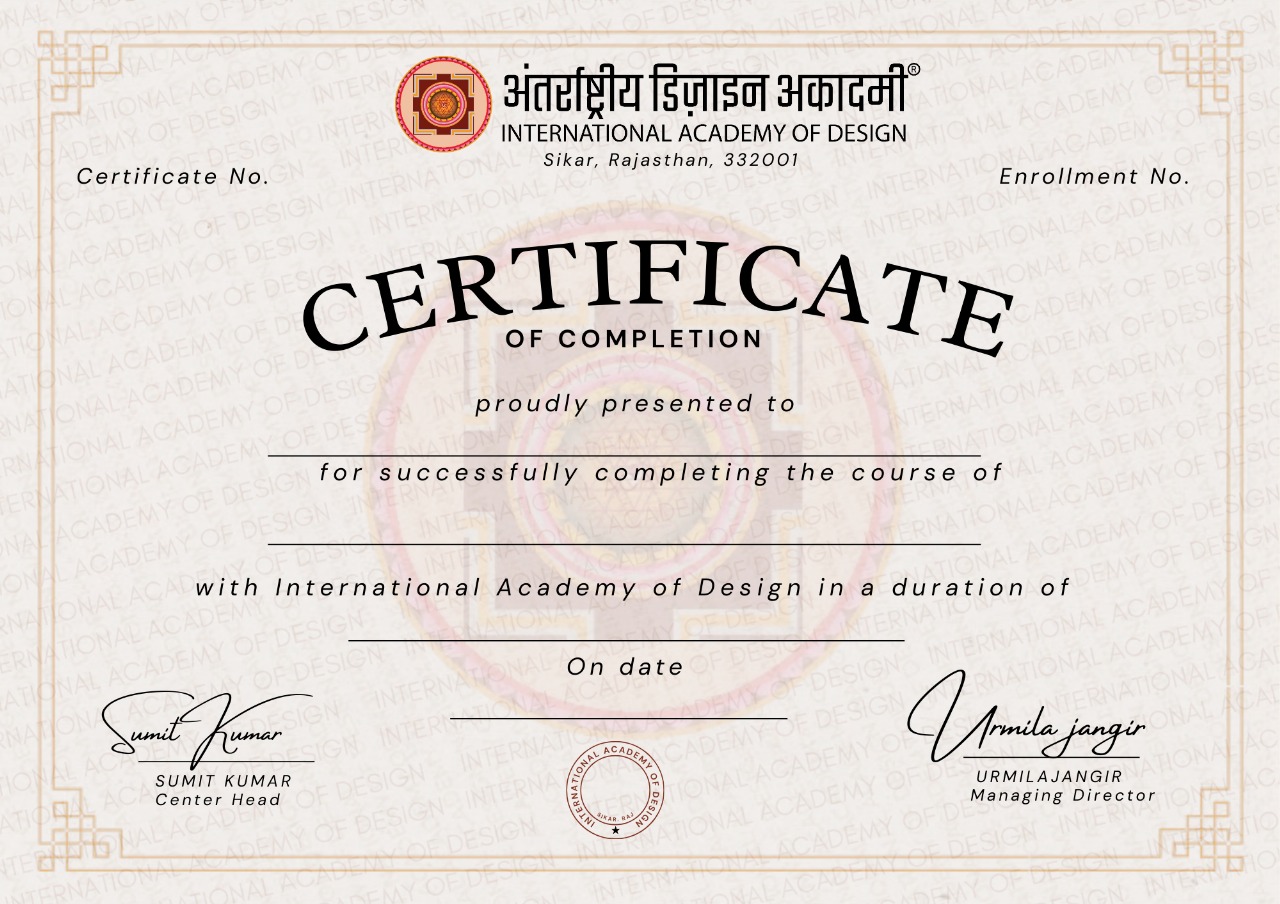 अंतर्राष्ट्रीय डिज़ाइन अकादमी®
INTERNATIONAL ACADEMY OF DESIGN
Sikar, Rajasthan, 332001
Certificate No.
Enrollment No.
CERTIFICATE
OF COMPLETION
proudly presented to
for successfully completing the course of
with International Academy of Design in a duration of
On date
Sumit Kumar
SUMIT KUMAR
Center Head
INTERNATIONAL ACADEMY OF DESIGN
SIKAR, RAJ
Urmila jangir
URMILAJANGIR
Managing Director